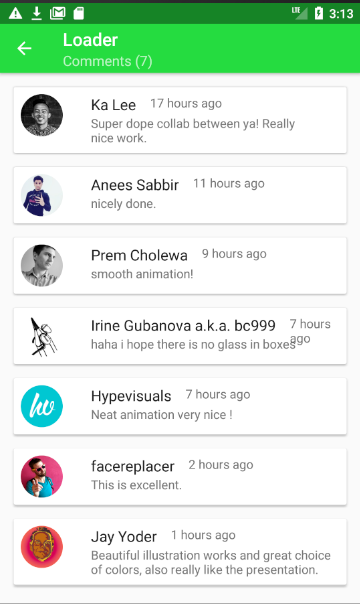 LTE 3:13
Loader
Comments (7)
Ka Lee 17 hours ago
Super dope collab between ya! Really
nice work.
Anees Sabbir 11 hours ago
nicely done.
Prem Cholewa 9 hours ago
smooth animation!
Irine Gubanova a.k.a. bc999 7 hours
ago
haha i hope there is no glass in boxes
hv
Hypevisuals 7 hours ago
Neat animation very nice !
facereplacer 2 hours ago
This is excellent.
Jay Yoder 1 hours ago
Beautiful illustration works and great choice
of colors, also really like the presentation.